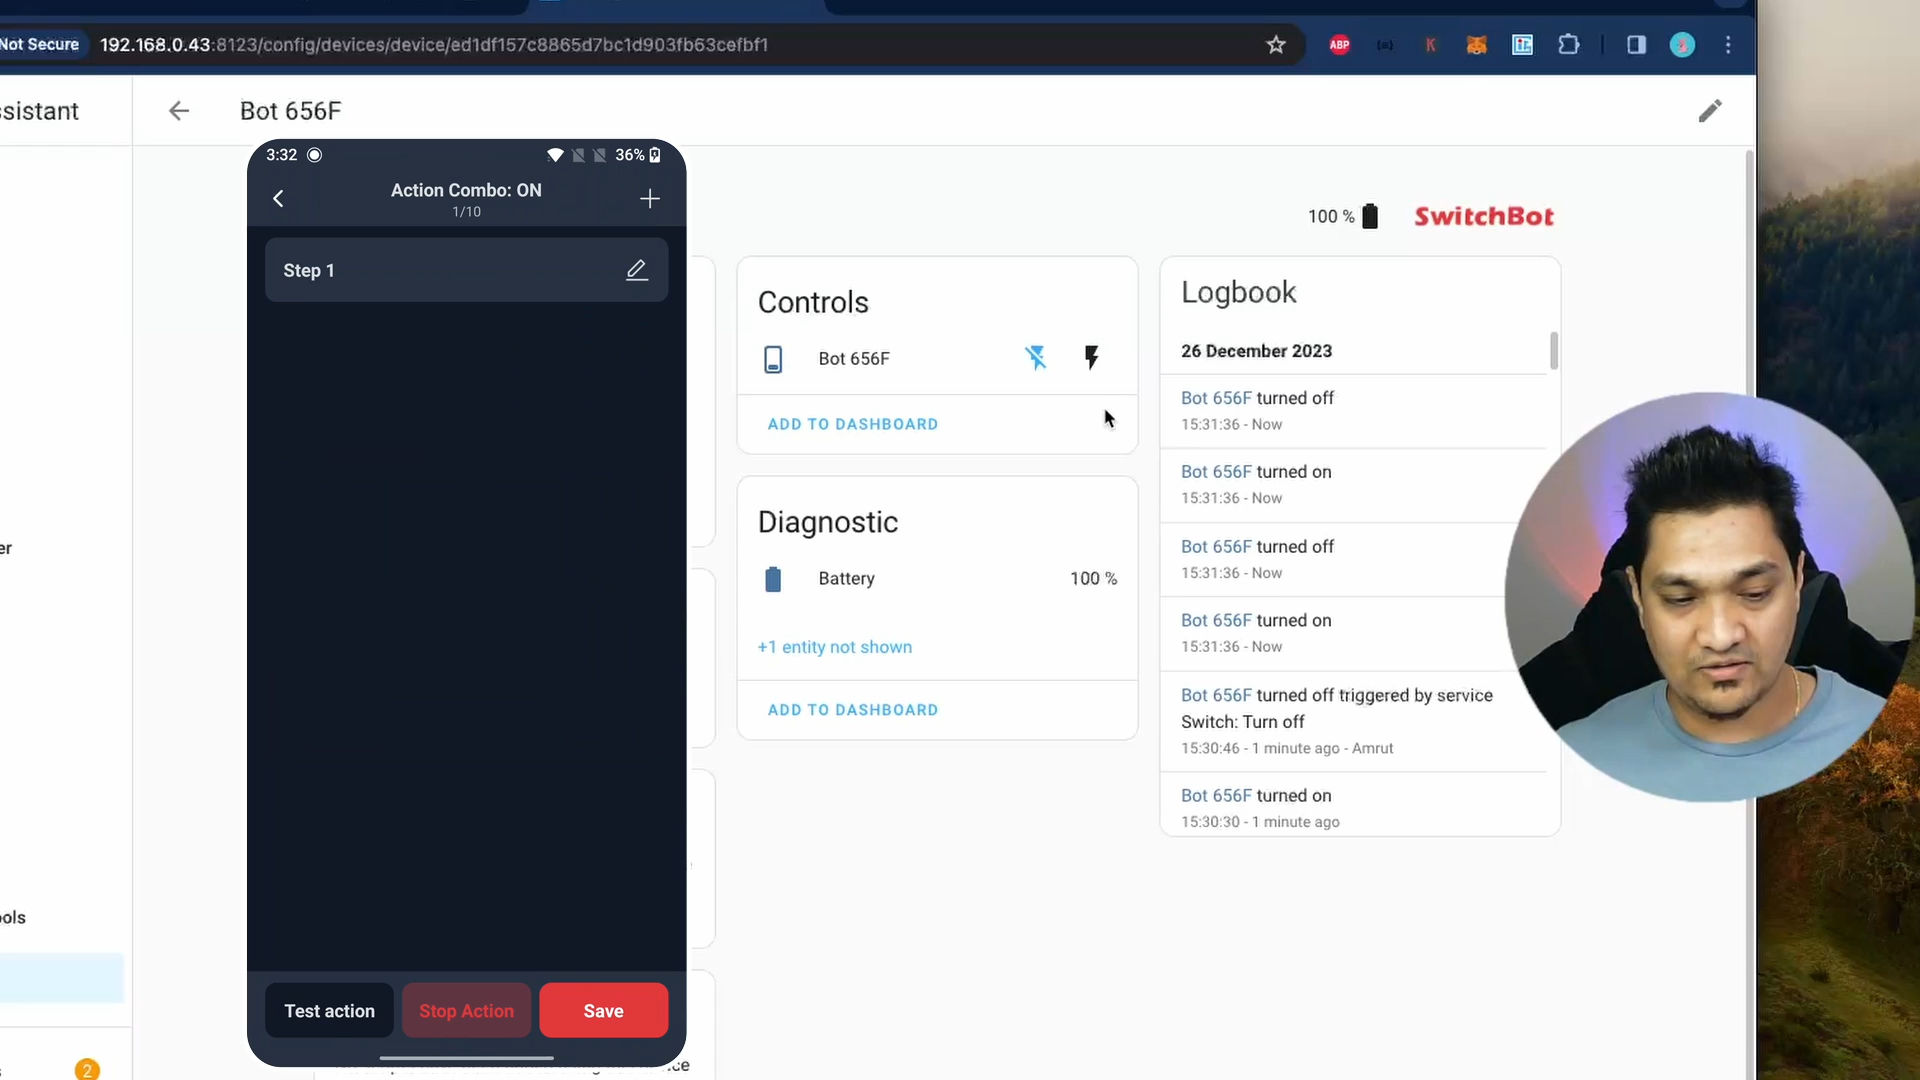 Not Secure
192.168.0.43:8123/config/devices/device/ed1df157c8865d7bc1d903fb63cefbf1
ABP
K
ssistant
Bot 656F
3:32
36%
Action Combo: ON
1/10
Step 1
Test action
Stop Action
Save
100 %
SwitchBot
Controls
Bot 656F
ADD TO DASHBOARD
Diagnostic
Battery
100 %
+1 entity not shown
ADD TO DASHBOARD
Logbook
26 December 2023
Bot 656F turned off
15:31:36 - Now
Bot 656F turned on
15:31:36 - Now
Bot 656F turned off
15:31:36 - Now
Bot 656F turned on
15:31:36 - Now
Bot 656F turned off triggered by service
Switch: Turn off
15:30:46 - 1 minute ago - Amrut
Bot 656F turned on
15:30:30 - 1 minute ago
er
ools
2